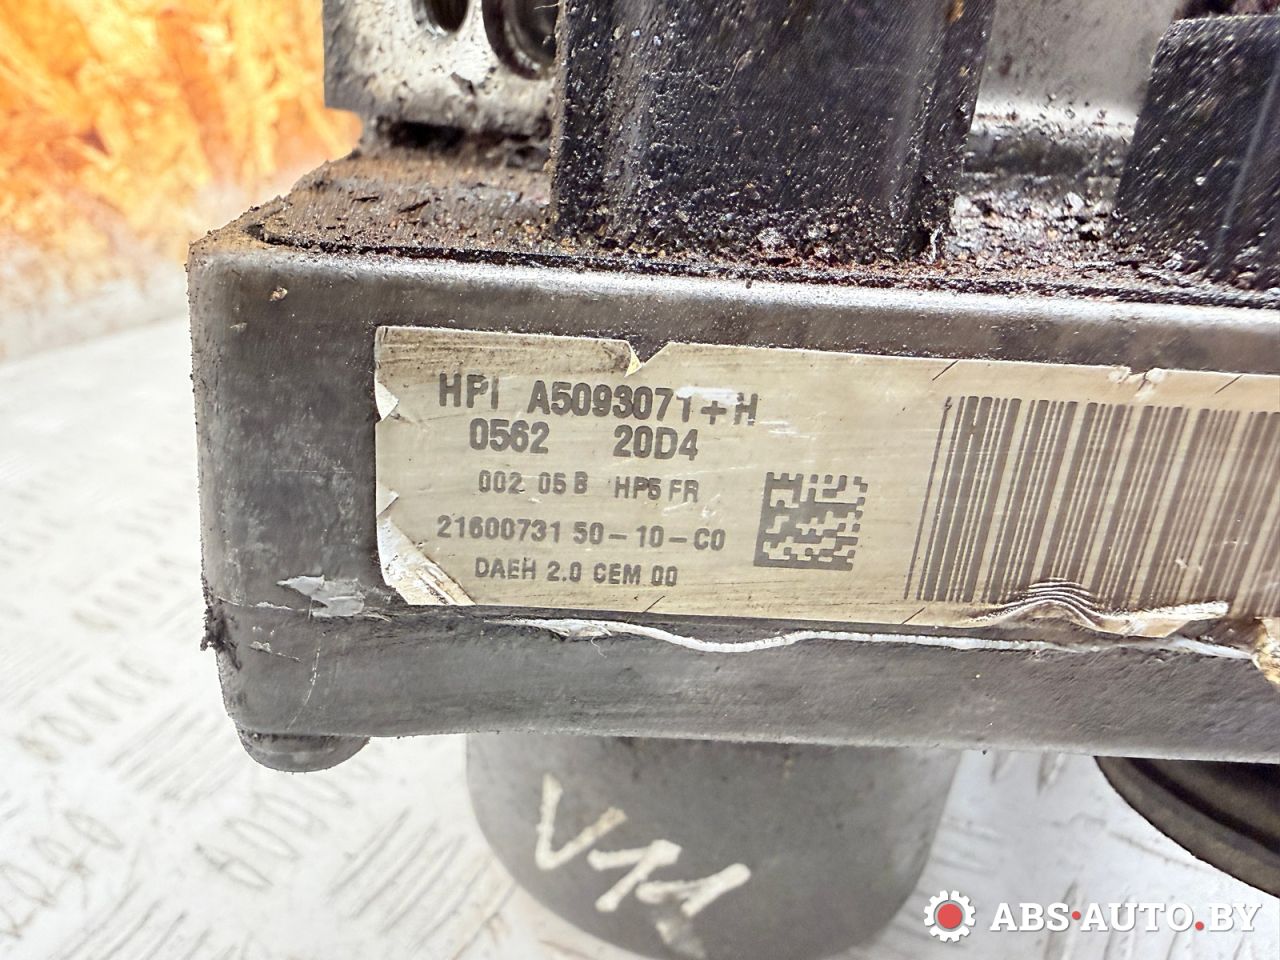 HPI A5093071+H
0562 20D4
002 05 B HP5 FR
21600731 50-10-C0
DAEH 2.0 CEM 00
H
ABS·AUTO.BY